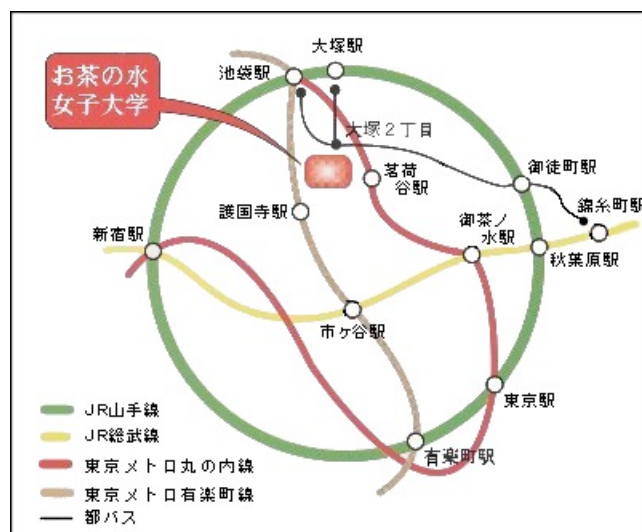 お茶の水
女子大学
池袋駅
大塚駅
大塚２丁目
茗荷
谷駅
御徒町駅
錦糸町駅
護国寺駅
新宿駅
御茶ノ
水駅
秋葉原駅
市ヶ谷駅
東京駅
有楽町駅
JR山手線
JR総武線
東京メトロ丸の内線
東京メトロ有楽町線
都バス